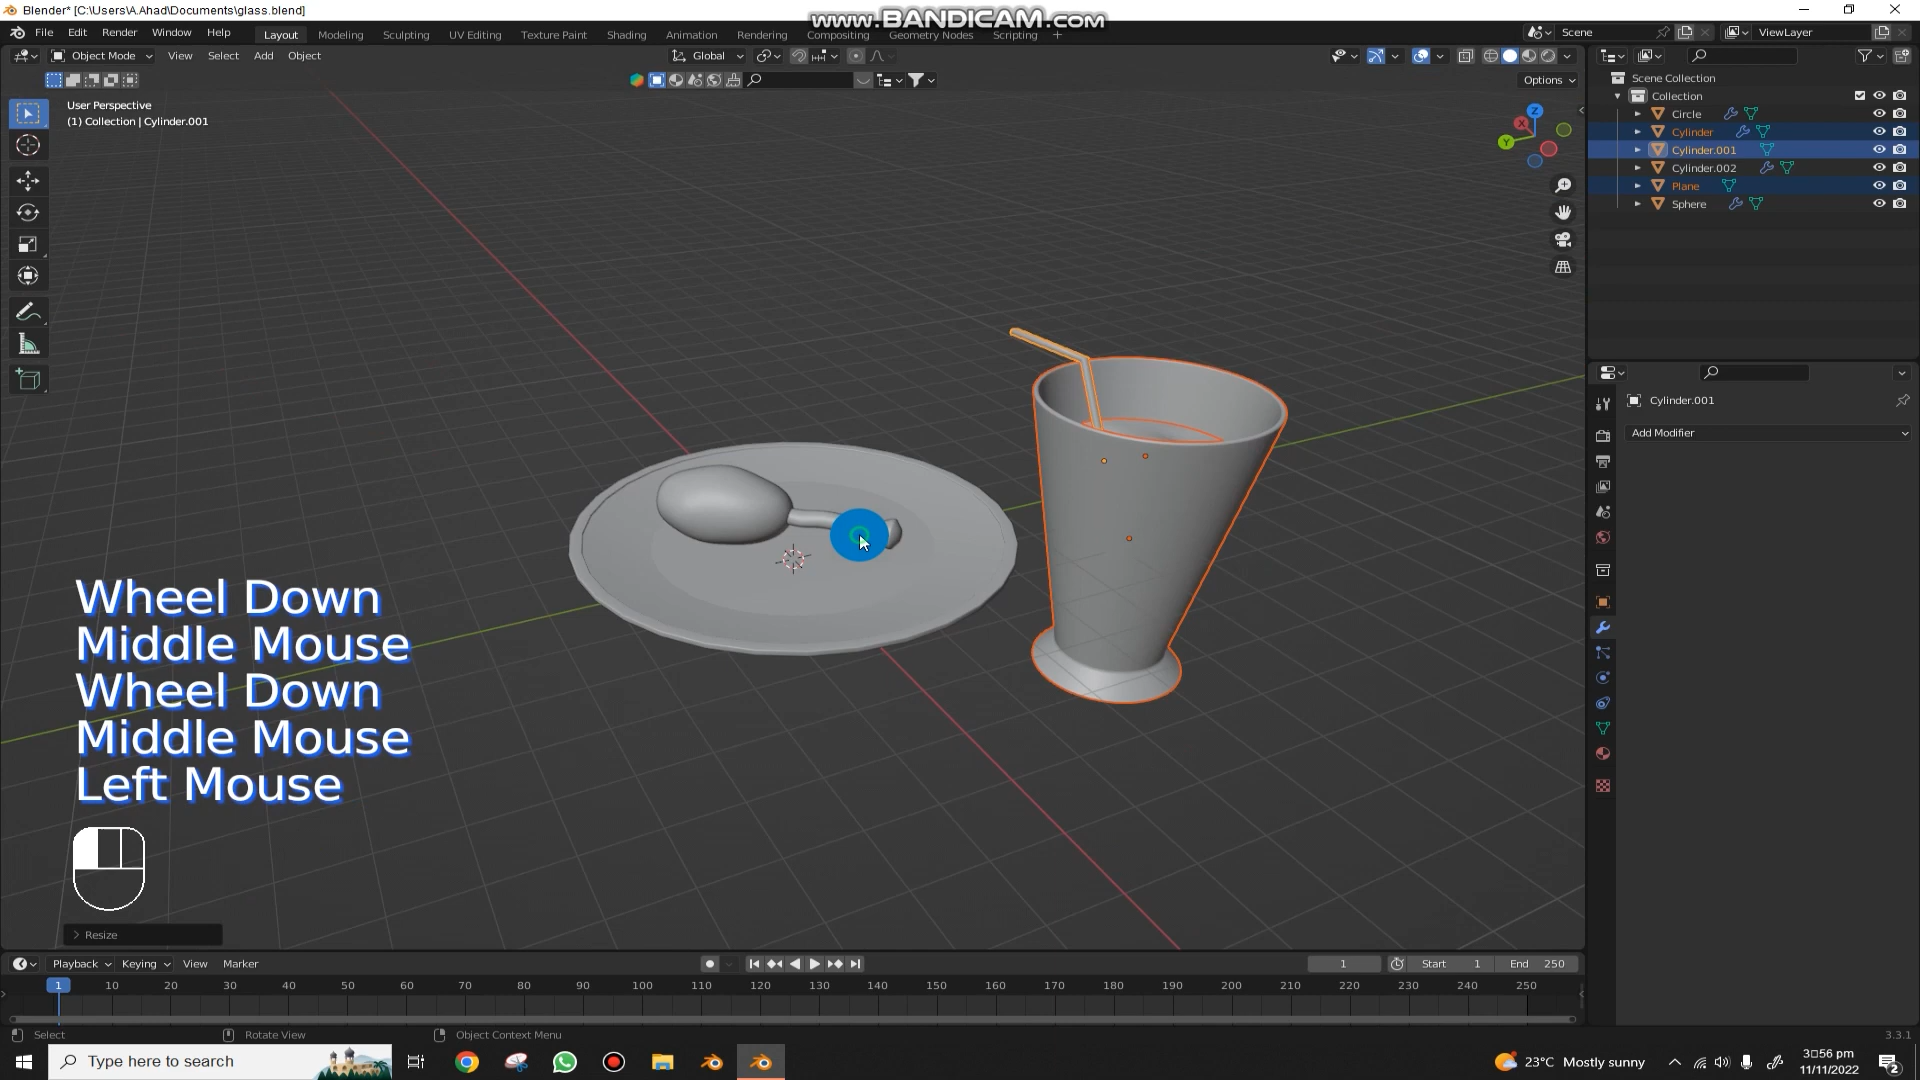 Blender* [C:\Users\A.Ahad\Documents\glass.blend]
www.BANDICAM.com
File Edit Render Window Help
Layout Modeling Sculpting UV Editing Texture Paint Shading Animation Rendering Compositing Geometry Nodes Scripting +
Scene
ViewLayer
Object Mode View Select Add Object
Global
Options
User Perspective
(1) Collection | Cylinder.001
Z
X
Y
Scene Collection
Collection
Circle
Cylinder
Cylinder.001
Cylinder.002
Plane
Sphere
Cylinder.001
Add Modifier
Wheel Down
Middle Mouse
Wheel Down
Middle Mouse
Left Mouse
Resize
Playback Keying View Marker
1
Start 1
End 250
1 10 20 30 40 50 60 70 80 90 100 110 120 130 140 150 160 170 180 190 200 210 220 230 240 250
Select Rotate View Object Context Menu
3.3.1
Type here to search
23°C Mostly sunny
3:56 pm
11/11/2022
2